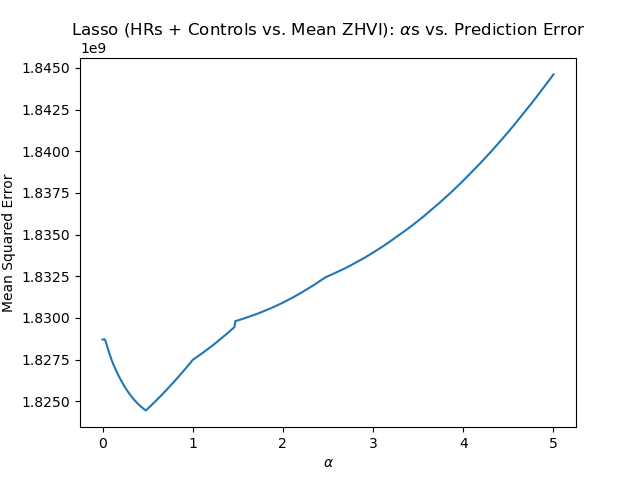 Lasso (HRs + Controls vs. Mean ZHVI): αs vs. Prediction Error
1e9
1.8450
1.8425
1.8400
1.8375
1.8350
1.8325
1.8300
1.8275
1.8250
Mean Squared Error
0 1 2 3 4 5
α